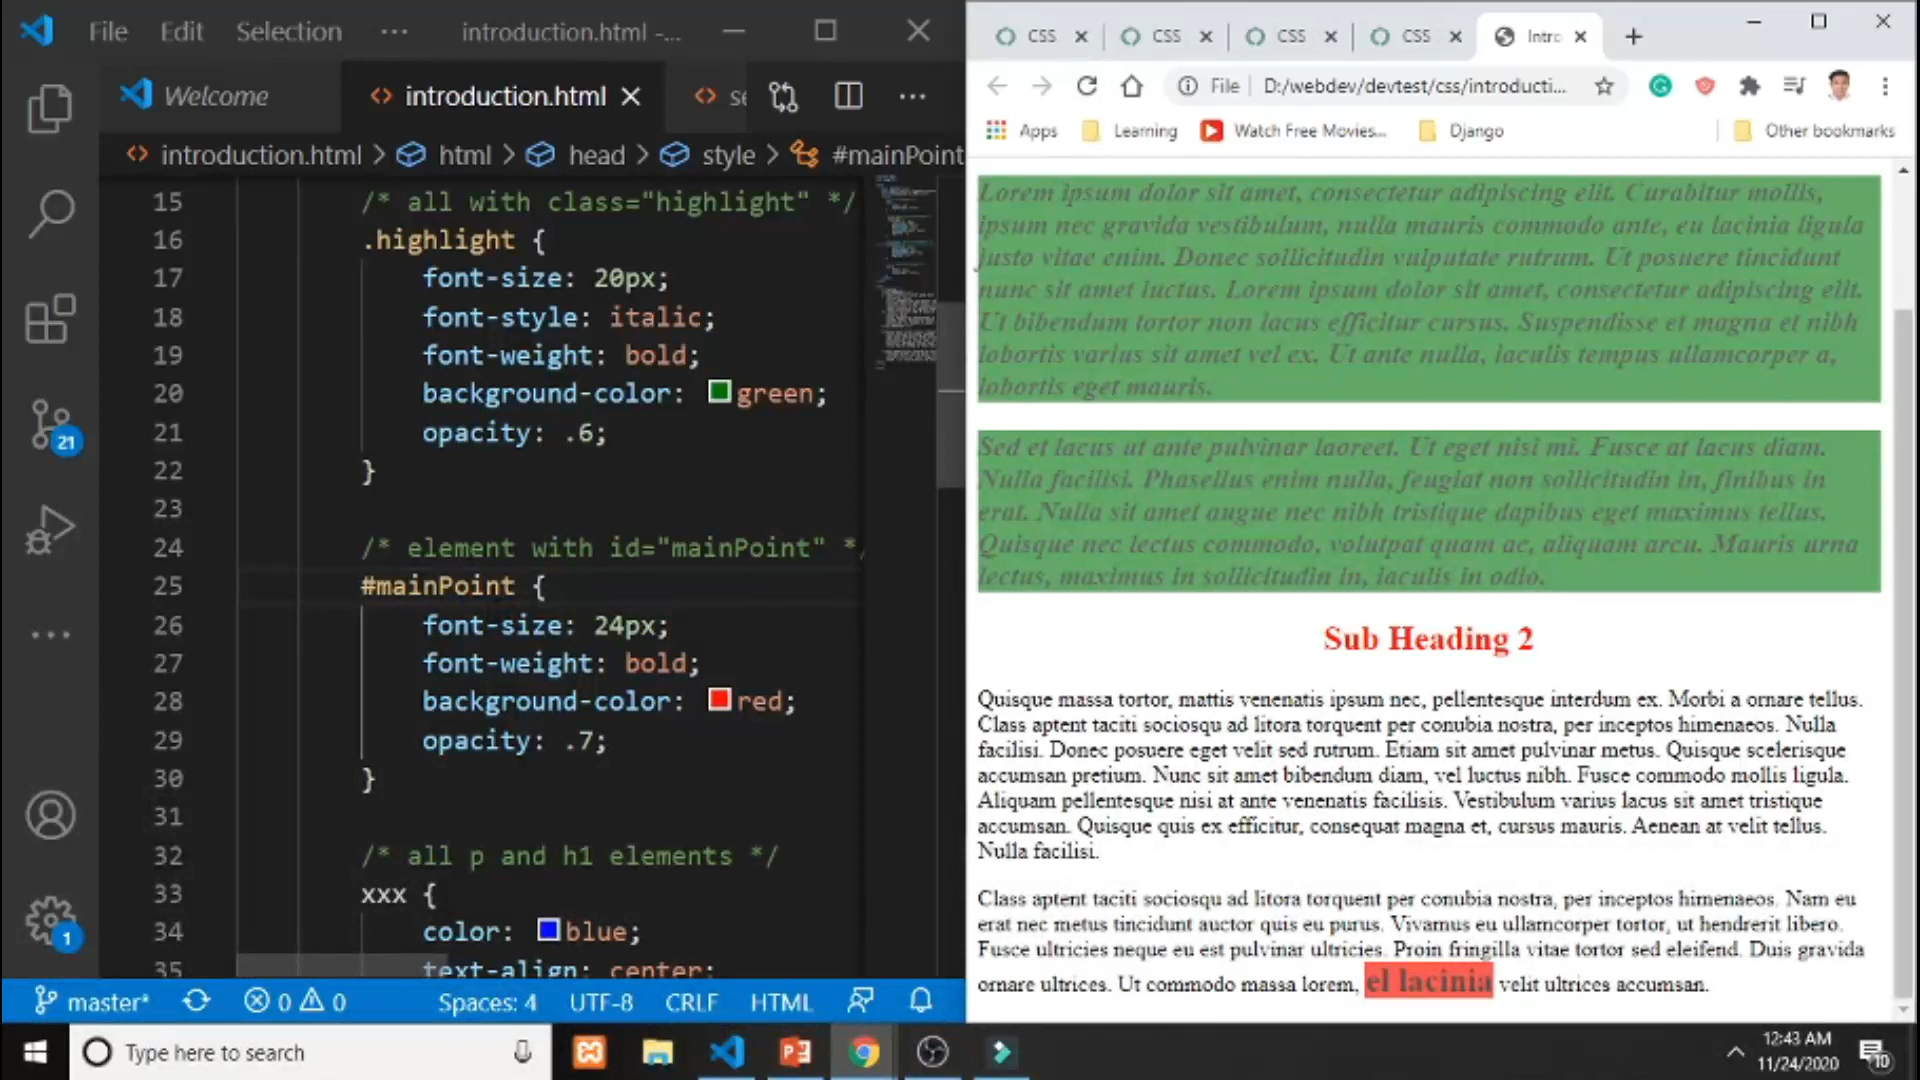 File Edit Selection ··· introduction.html -...
Welcome introduction.html se ···
introduction.html > html > head > style > #mainPoint
15 /* all with class="highlight" */
16 .highlight {
17 font-size: 20px;
18 font-style: italic;
19 font-weight: bold;
20 background-color: green;
21 opacity: .6;
22 }
23
24 /* element with id="mainPoint" *
25 #mainPoint {
26 font-size: 24px;
27 font-weight: bold;
28 background-color: red;
29 opacity: .7;
30 }
31
32 /* all p and h1 elements */
33 xxx {
34 color: blue;
35 text-align: center;
21
1
master* 0 0 Spaces: 4 UTF-8 CRLF HTML
CSS CSS CSS CSS Intro
File D:/webdev/devtest/css/introducti...
Apps Learning Watch Free Movies... Django Other bookmarks
Lorem ipsum dolor sit amet, consectetur adipiscing elit. Curabitur mollis,
ipsum nec gravida vestibulum, nulla mauris commodo ante, eu lacinia ligula
justo vitae enim. Donec sollicitudin vulputate rutrum. Ut posuere tincidunt
nunc sit amet luctus. Lorem ipsum dolor sit amet, consectetur adipiscing elit.
Ut bibendum tortor non lacus efficitur cursus. Suspendisse et magna et nibh
lobortis varius sit amet vel ex. Ut ante nulla, iaculis tempus ullamcorper a,
lobortis eget mauris.
Sed et lacus ut ante pulvinar laoreet. Ut eget nisi mi. Fusce at lacus diam.
Nulla facilisi. Phasellus enim nulla, feugiat non sollicitudin in, finibus in
erat. Nulla sit amet augue nec nibh tristique dapibus eget maximus tellus.
Quisque nec lectus commodo, volutpat quam ac, aliquam arcu. Mauris urna
lectus, maximus in sollicitudin in, iaculis in odio.
Sub Heading 2
Quisque massa tortor, mattis venenatis ipsum nec, pellentesque interdum ex. Morbi a ornare tellus.
Class aptent taciti sociosqu ad litora torquent per conubia nostra, per inceptos himenaeos. Nulla
facilisi. Donec posuere eget velit sed rutrum. Etiam sit amet pulvinar metus. Quisque scelerisque
accumsan pretium. Nunc sit amet bibendum diam, vel luctus nibh. Fusce commodo mollis ligula.
Aliquam pellentesque nisi at ante venenatis facilisis. Vestibulum varius lacus sit amet tristique
accumsan. Quisque quis ex efficitur, consequat magna et, cursus mauris. Aenean at velit tellus.
Nulla facilisi.
Class aptent taciti sociosqu ad litora torquent per conubia nostra, per inceptos himenaeos. Nam eu
erat nec metus tincidunt auctor quis eu purus. Vivamus eu ullamcorper tortor, ut hendrerit libero.
Fusce ultricies neque eu est pulvinar ultricies. Proin fringilla vitae tortor sed eleifend. Duis gravida
ornare ultrices. Ut commodo massa lorem, el lacinia velit ultrices accumsan.
Type here to search
12:43 AM
11/24/2020
10